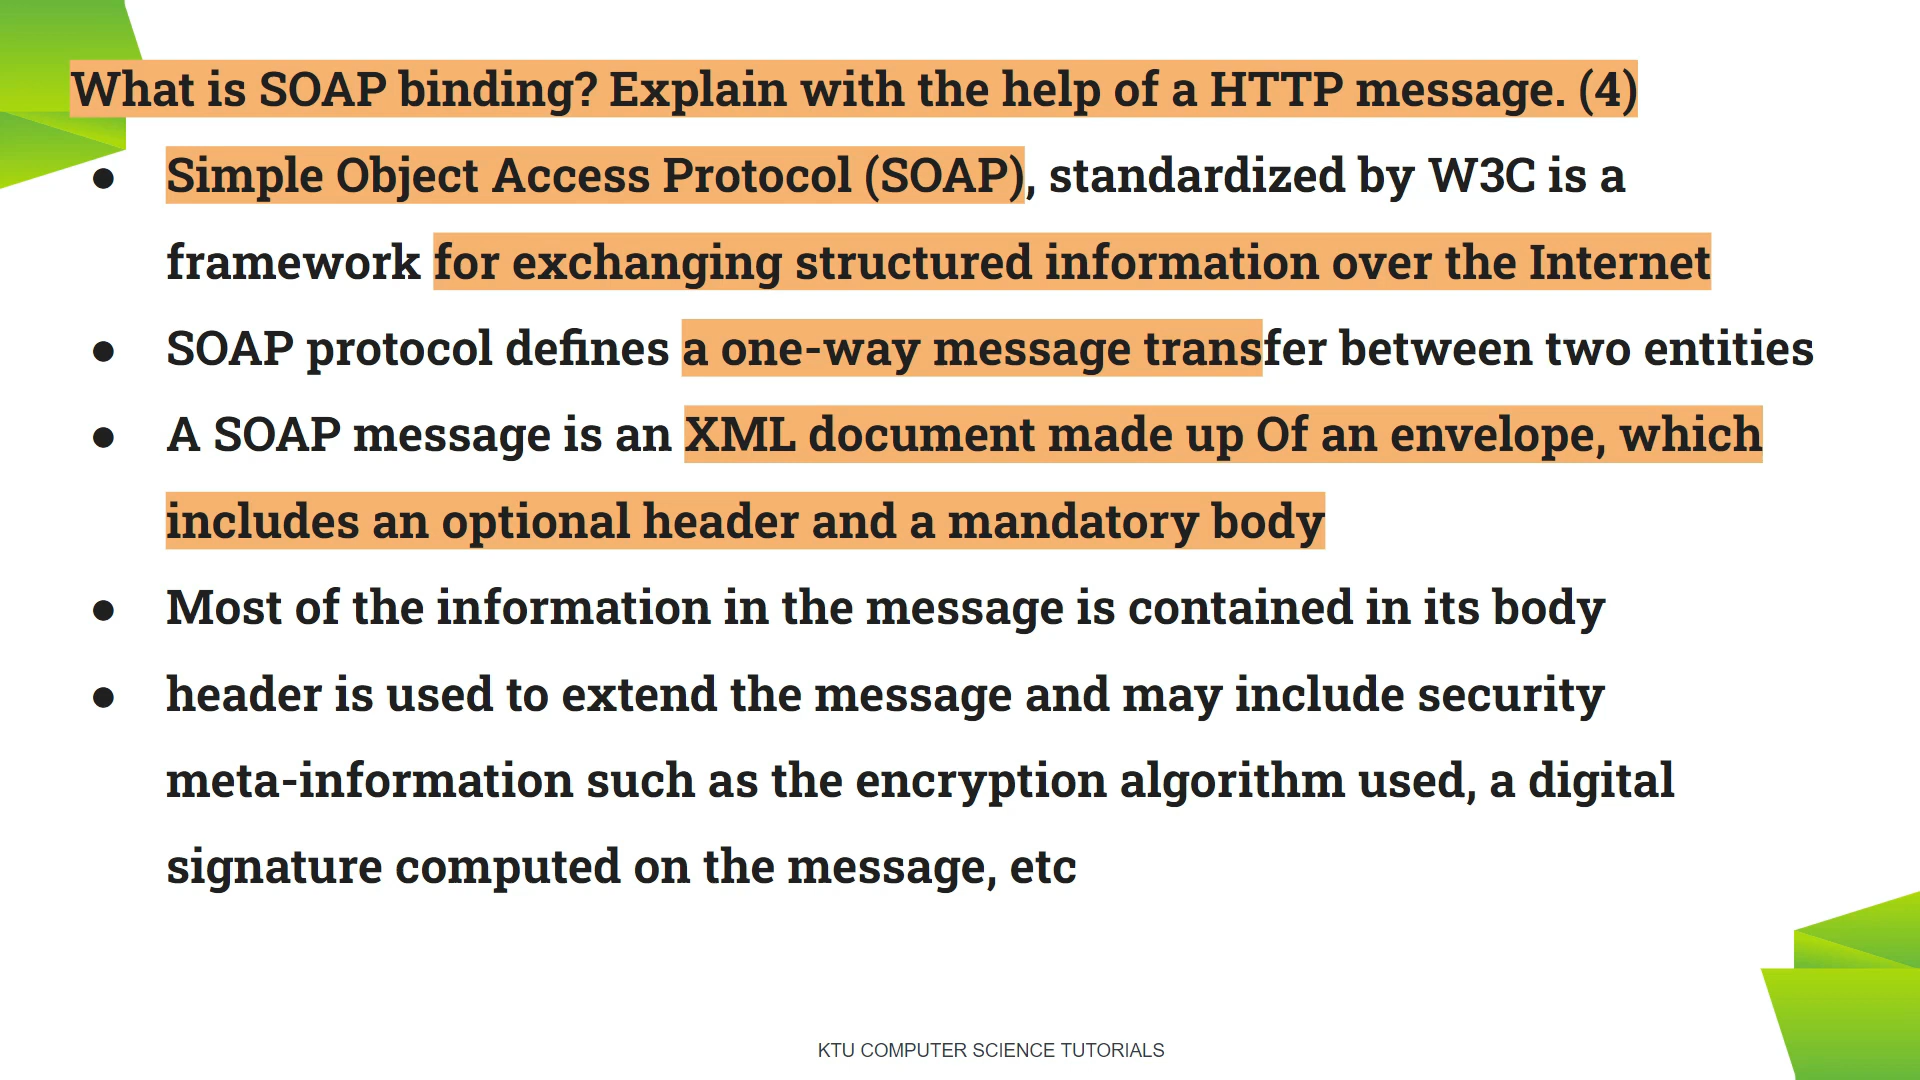 What is SOAP binding? Explain with the help of a HTTP message. (4)
● Simple Object Access Protocol (SOAP), standardized by W3C is a
framework for exchanging structured information over the Internet
● SOAP protocol defines a one-way message transfer between two entities
● A SOAP message is an XML document made up Of an envelope, which
includes an optional header and a mandatory body
● Most of the information in the message is contained in its body
● header is used to extend the message and may include security
meta-information such as the encryption algorithm used, a digital
signature computed on the message, etc
KTU COMPUTER SCIENCE TUTORIALS